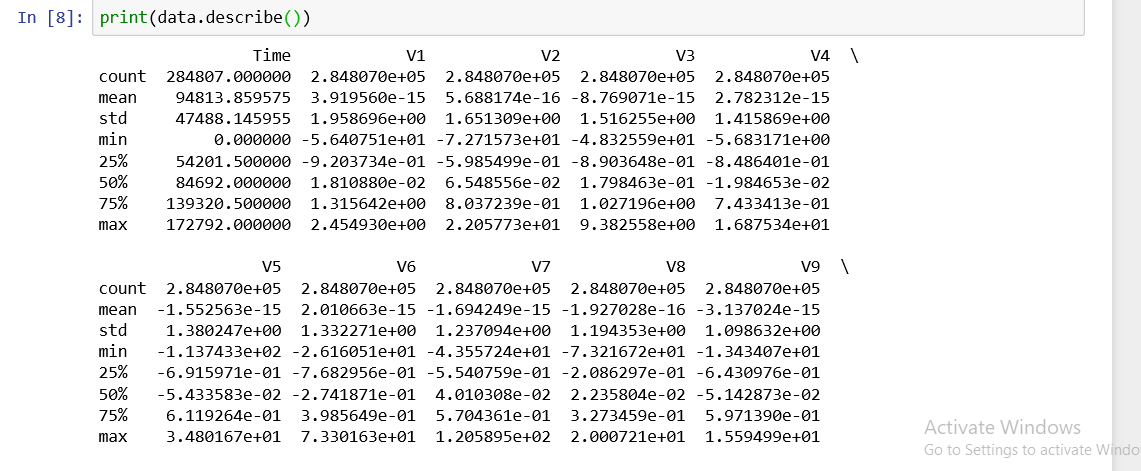 In [8]: print(data.describe())
Time V1 V2 V3 V4 \
count 284807.000000 2.848070e+05 2.848070e+05 2.848070e+05 2.848070e+05
mean 94813.859575 3.919560e-15 5.688174e-16 -8.769071e-15 2.782312e-15
std 47488.145955 1.958696e+00 1.651309e+00 1.516255e+00 1.415869e+00
min 0.000000 -5.640751e+01 -7.271573e+01 -4.832559e+01 -5.683171e+00
25% 54201.500000 -9.203734e-01 -5.985499e-01 -8.903648e-01 -8.486401e-01
50% 84692.000000 1.810880e-02 6.548556e-02 1.798463e-01 -1.984653e-02
75% 139320.500000 1.315642e+00 8.037239e-01 1.027196e+00 7.433413e-01
max 172792.000000 2.454930e+00 2.205773e+01 9.382558e+00 1.687534e+01
V5 V6 V7 V8 V9 \
count 2.848070e+05 2.848070e+05 2.848070e+05 2.848070e+05 2.848070e+05
mean -1.552563e-15 2.010663e-15 -1.694249e-15 -1.927028e-16 -3.137024e-15
std 1.380247e+00 1.332271e+00 1.237094e+00 1.194353e+00 1.098632e+00
min -1.137433e+02 -2.616051e+01 -4.355724e+01 -7.321672e+01 -1.343407e+01
25% -6.915971e-01 -7.682956e-01 -5.540759e-01 -2.086297e-01 -6.430976e-01
50% -5.433583e-02 -2.741871e-01 4.010308e-02 2.235804e-02 -5.142873e-02
75% 6.119264e-01 3.985649e-01 5.704361e-01 3.273459e-01 5.971390e-01
max 3.480167e+01 7.330163e+01 1.205895e+02 2.000721e+01 1.559499e+01
Activate Windows
Go to Settings to activate Windo